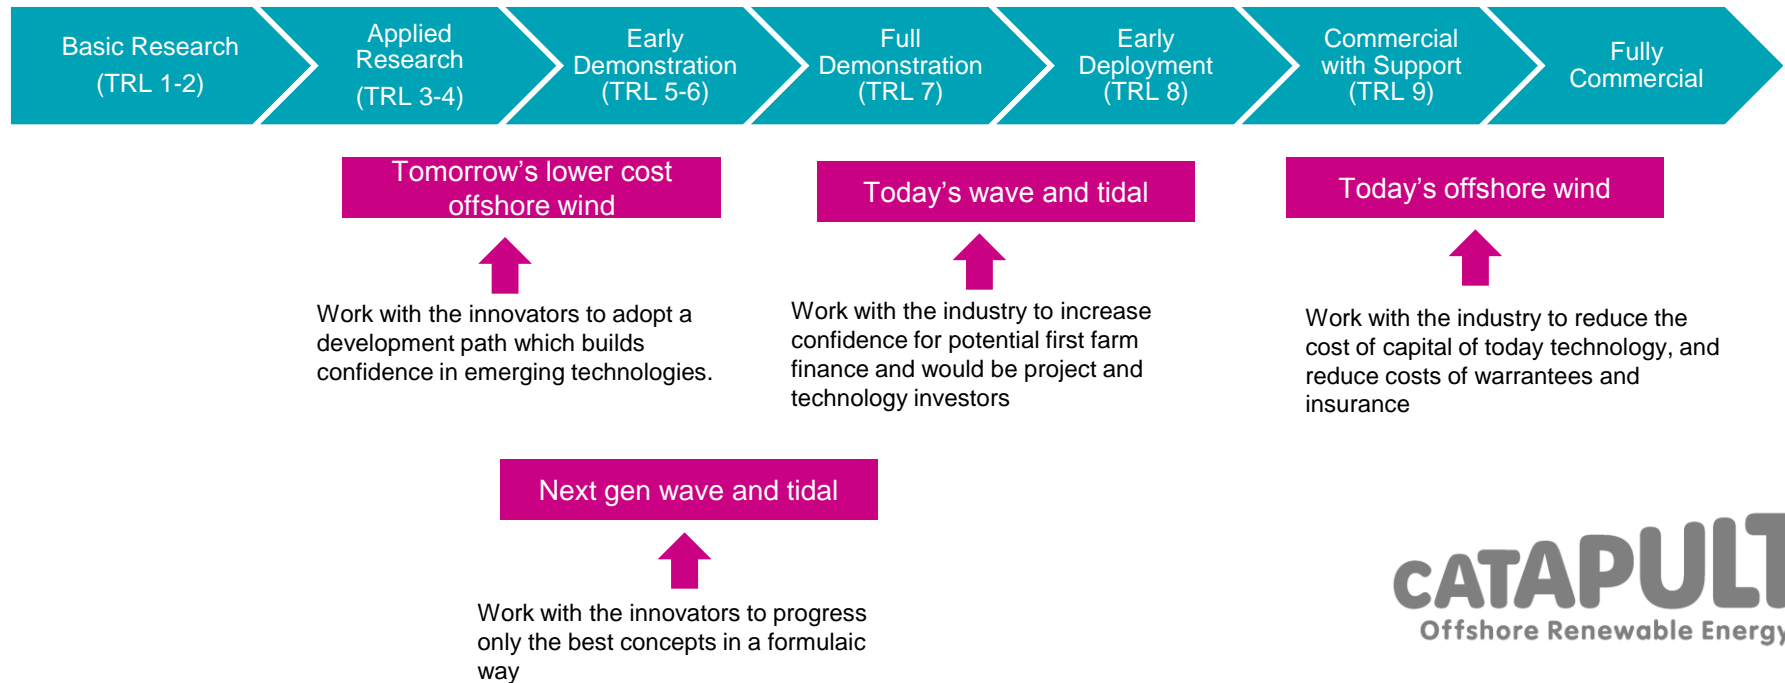 Basic Research
(TRL 1-2)
Applied
Research
(TRL 3-4)
Early
Demonstration
(TRL 5-6)
Full
Demonstration
(TRL 7)
Early
Deployment
(TRL 8)
Commercial
with Support
(TRL 9)
Fully
Commercial
Tomorrow’s lower cost
offshore wind
Today’s wave and tidal
Today’s offshore wind
Work with the innovators to adopt a
development path which builds
confidence in emerging technologies.
Work with the industry to increase
confidence for potential first farm
finance and would be project and
technology investors
Work with the industry to reduce the
cost of capital of today technology, and
reduce costs of warrantees and
insurance
Next gen wave and tidal
Work with the innovators to progress
only the best concepts in a formulaic
way
CATAPULT
Offshore Renewable Energy